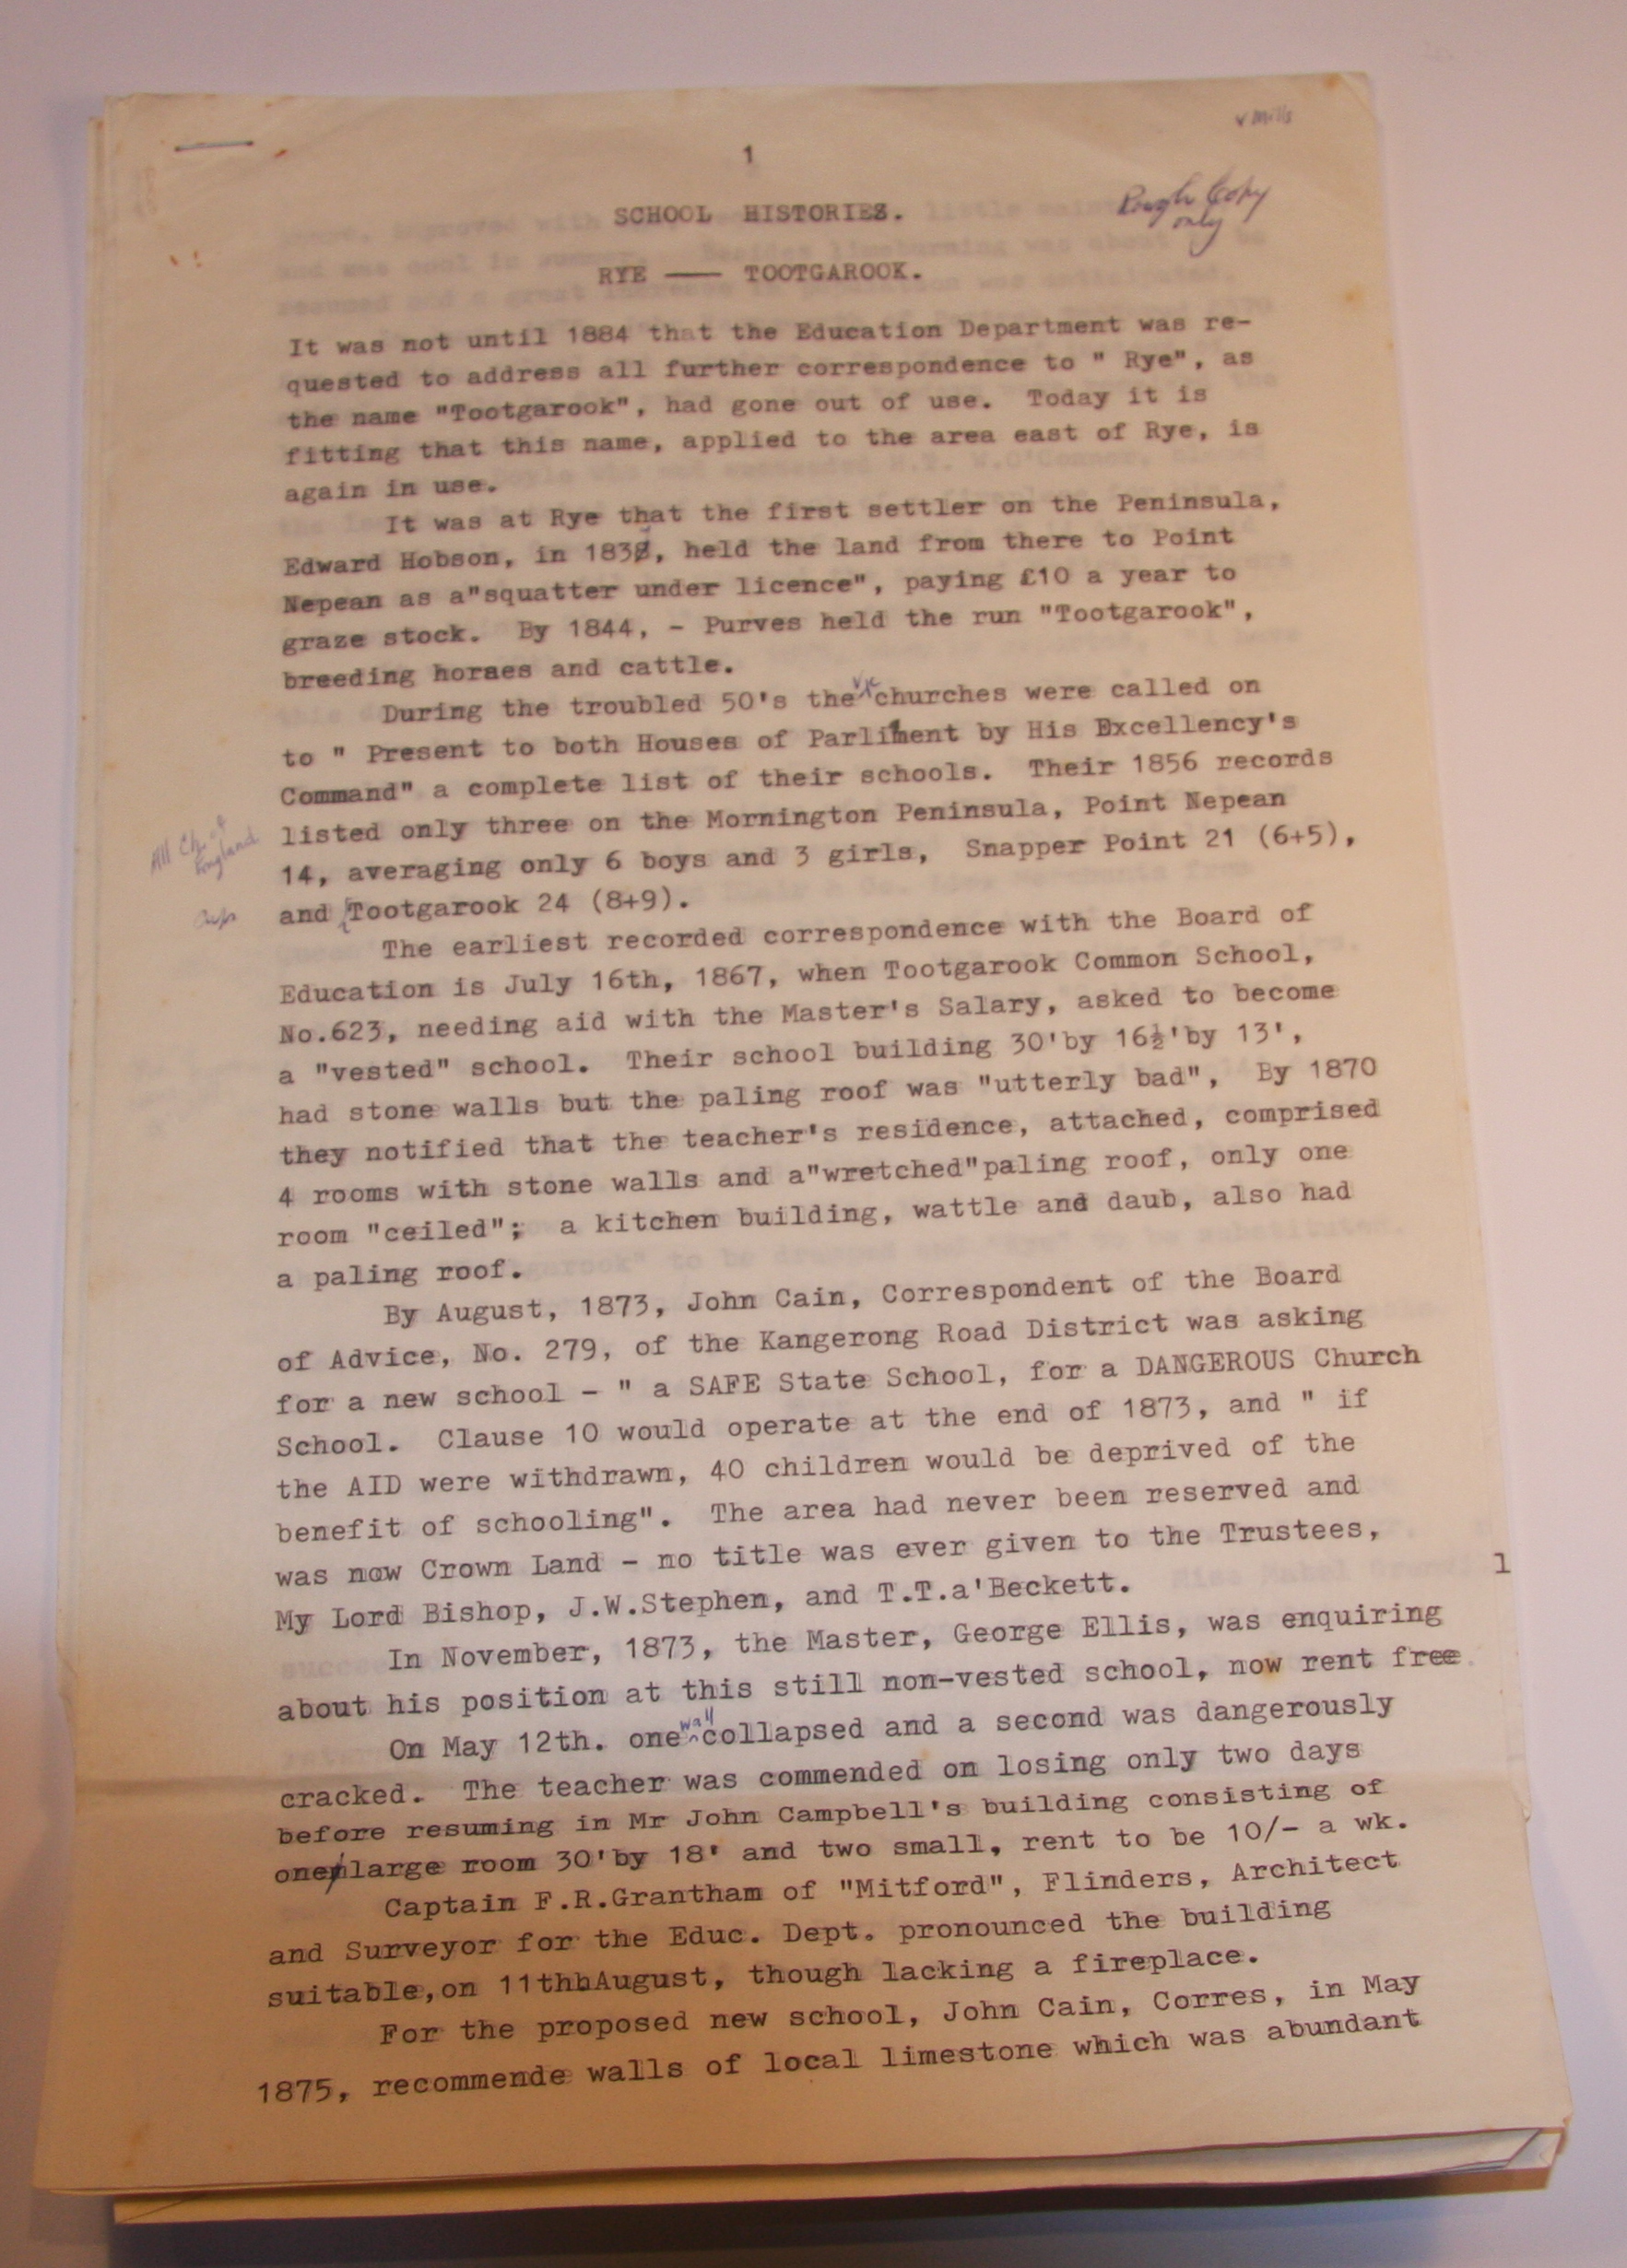 v Mills
1
Rough Copy
only
SCHOOL HISTORIES.
RYE —— TOOTGAROOK.
It was not until 1884 that the Education Department was re-
quested to address all further correspondence to " Rye", as
the name "Tootgarook", had gone out of use. Today it is
fitting that this name, applied to the area east of Rye, is
again in use.
It was at Rye that the first settler on the Peninsula,
Edward Hobson, in 183, held the land from there to Point
Nepean as a"squatter under licence", paying £10 a year to
graze stock. By 1844, - Purves held the run "Tootgarook",
breeding horses and cattle.
During the troubled 50's the Vic churches were called on
to " Present to both Houses of Parliment by His Excellency's
Command" a complete list of their schools. Their 1856 records
listed only three on the Mornington Peninsula, Point Nepean
All Ch. of
England
14, averaging only 6 boys and 3 girls, Snapper Point 21 (6+5),
and Tootgarook 24 (8+9).
The earliest recorded correspondence with the Board of
Education is July 16th, 1867, when Tootgarook Common School,
No.623, needing aid with the Master's Salary, asked to become
a "vested" school. Their school building 30'by 16½'by 13',
had stone walls but the paling roof was "utterly bad", By 1870
they notified that the teacher's residence, attached, comprised
4 rooms with stone walls and a"wretched"paling roof, only one
room "ceiled"; a kitchen building, wattle and daub, also had
a paling roof.
By August, 1873, John Cain, Correspondent of the Board
of Advice, No. 279, of the Kangerong Road District was asking
for a new school - " a SAFE State School, for a DANGEROUS Church
School. Clause 10 would operate at the end of 1873, and " if
the AID were withdrawn, 40 children would be deprived of the
benefit of schooling". The area had never been reserved and
was now Crown Land - no title was ever given to the Trustees,
My Lord Bishop, J.W.Stephen, and T.T.a'Beckett.
l
In November, 1873, the Master, George Ellis, was enquiring
about his position at this still non-vested school, now rent free.
On May 12th. one wall collapsed and a second was dangerously
cracked. The teacher was commended on losing only two days
before resuming in Mr John Campbell's building consisting of
one large room 30'by 18' and two small, rent to be 10/- a wk.
Captain F.R.Grantham of "Mitford", Flinders, Architect
and Surveyor for the Educ. Dept. pronounced the building
suitable,on 11thhAugust, though lacking a fireplace.
For the proposed new school, John Cain, Corres, in May
1875, recommende walls of local limestone which was abundant